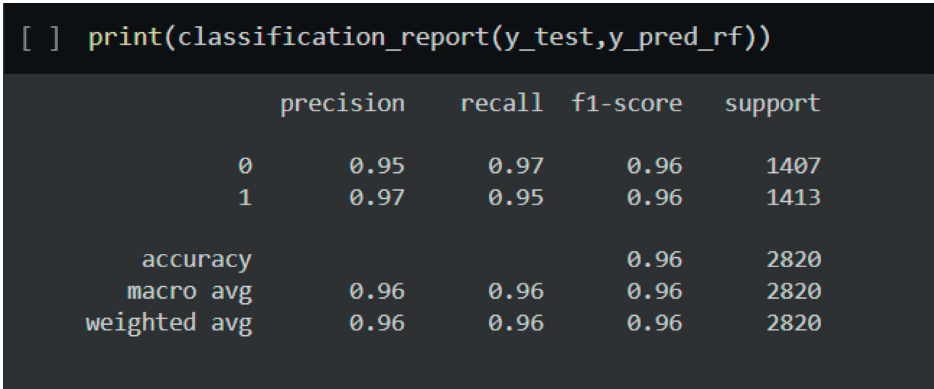 [ ] print(classification_report(y_test,y_pred_rf))
precision recall f1-score support
0 0.95 0.97 0.96 1407
1 0.97 0.95 0.96 1413
accuracy 0.96 2820
macro avg 0.96 0.96 0.96 2820
weighted avg 0.96 0.96 0.96 2820